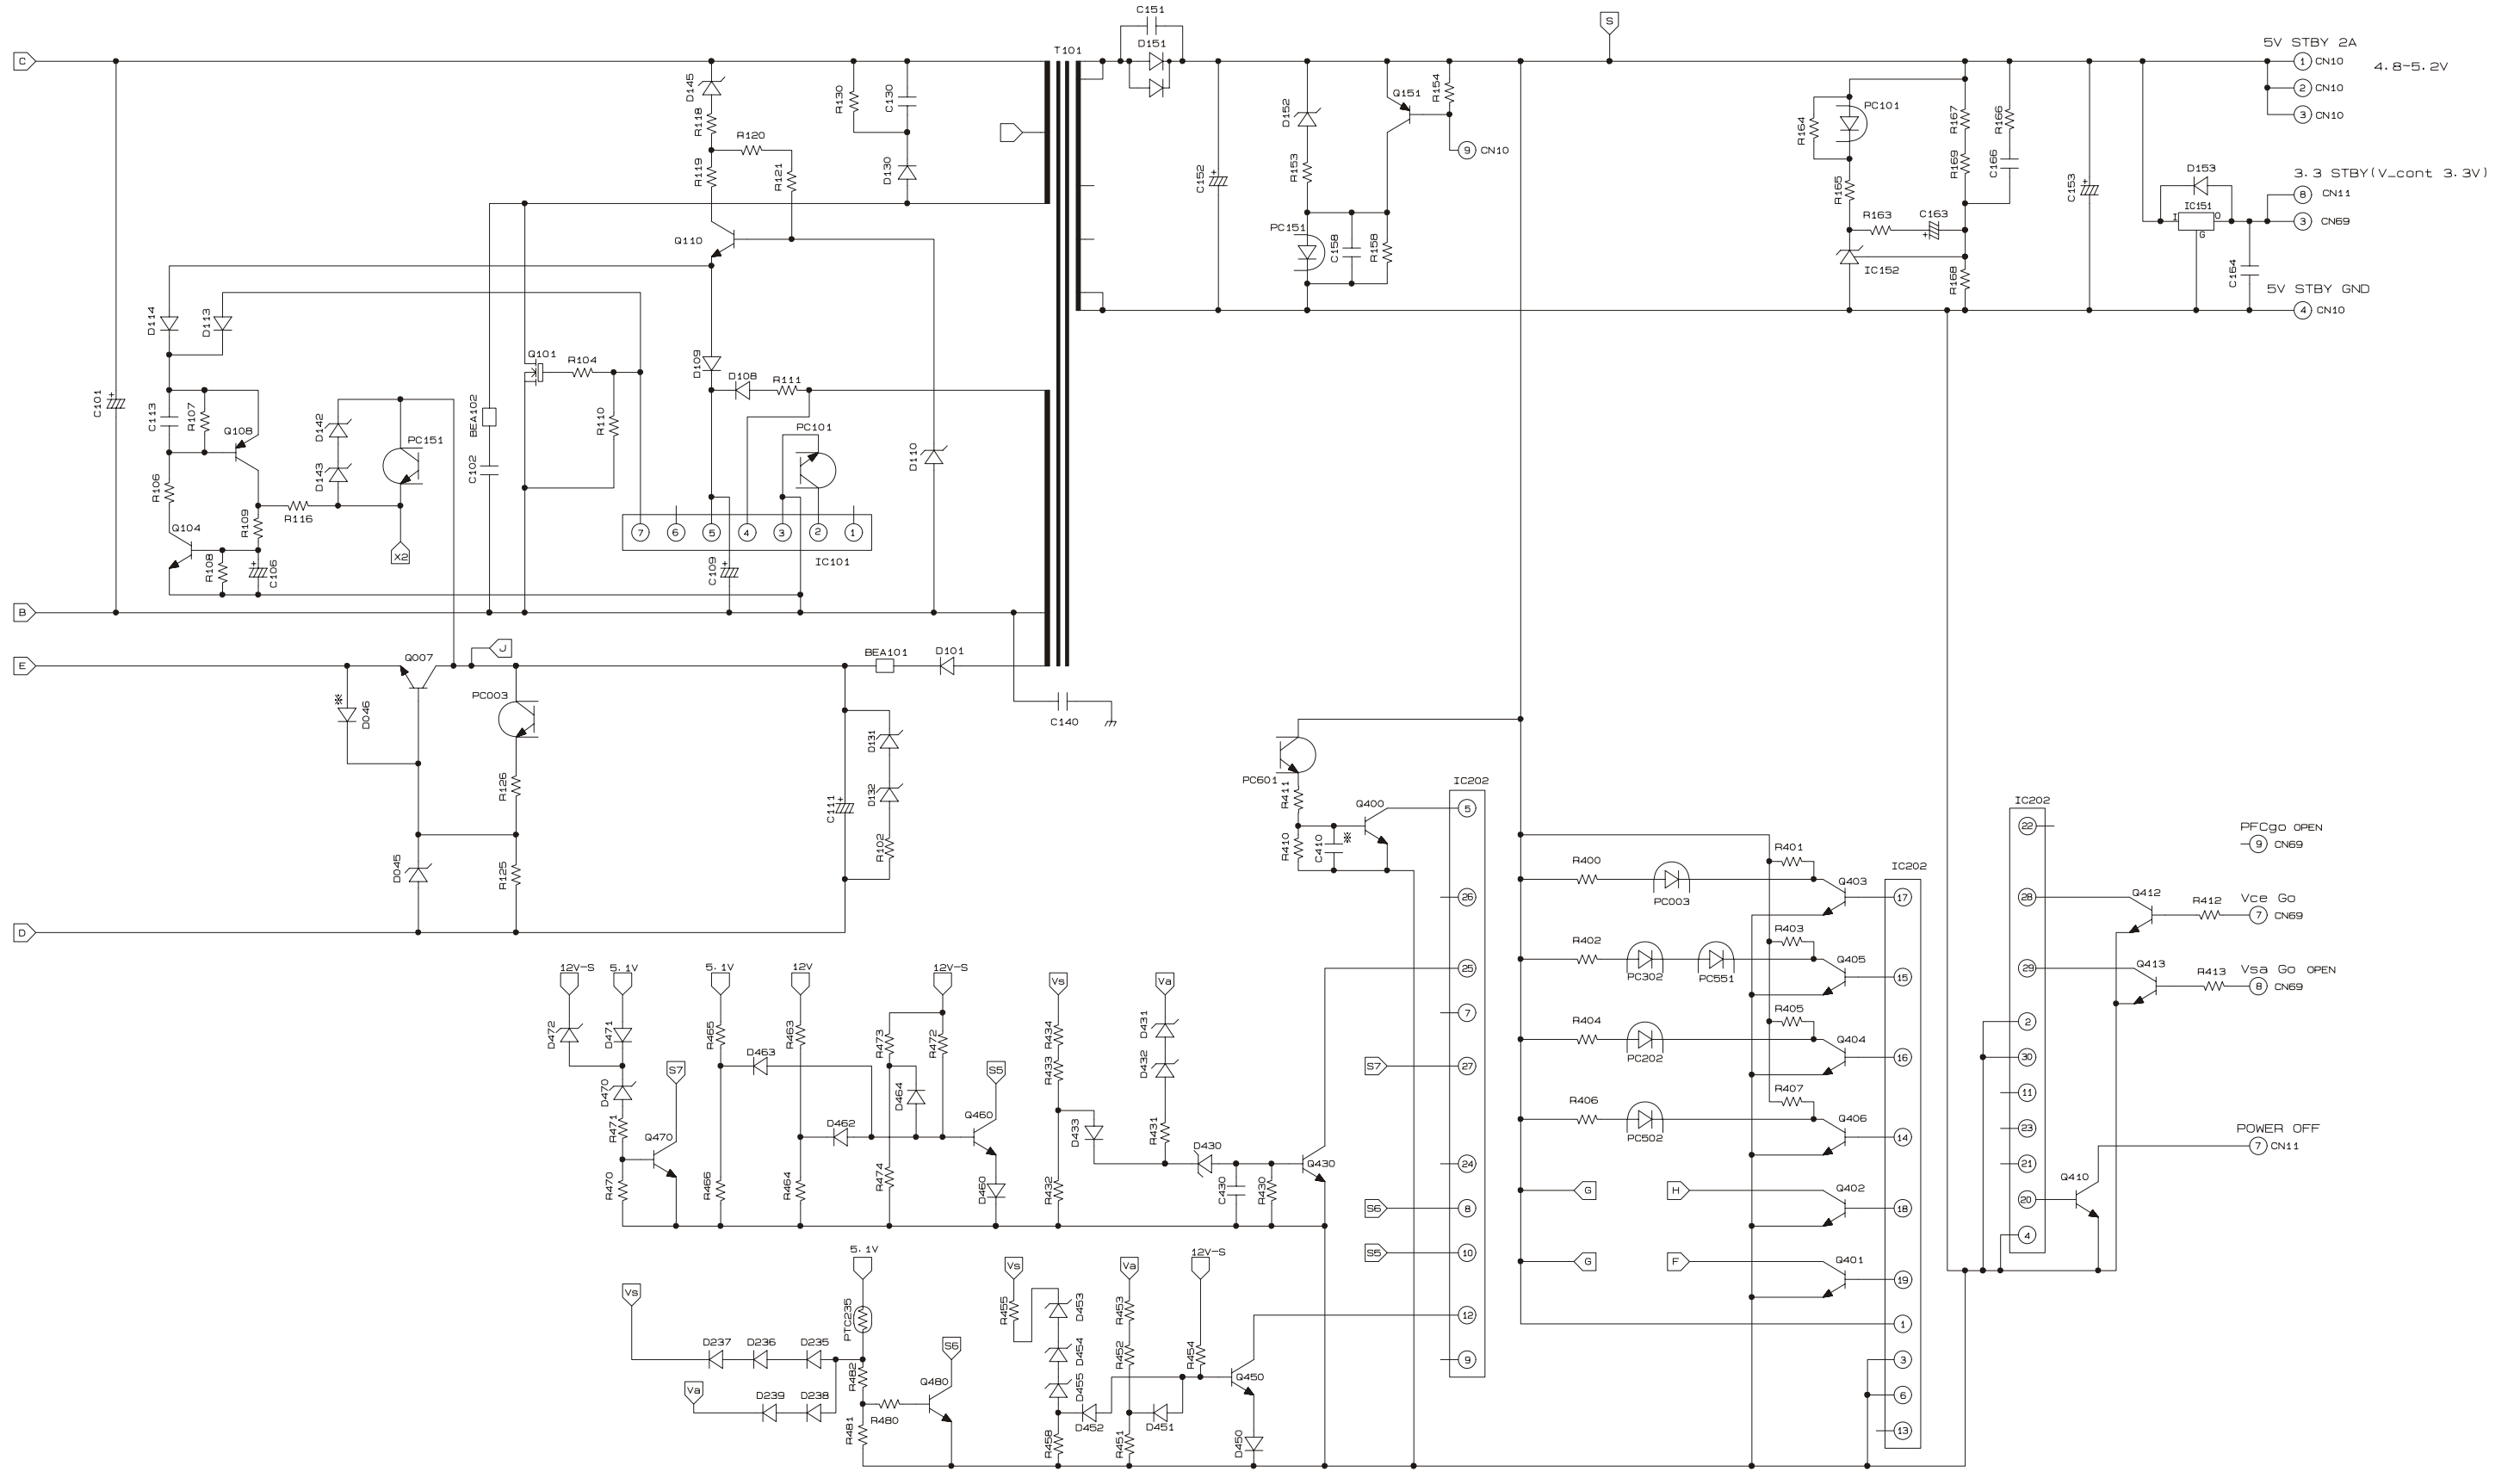 C
C101
B
D114
D113
C113
R107
Q108
R106
Q104
R109
R108
C106
R116
D142
D143
PC151
X2
BEA102
C102
Q101
R104
R110
D145
R118
R119
R120
R121
Q110
D109
D108
R111
PC101
D110
C109
7
6
5
4
3
2
1
IC101
R130
C130
D130
T101
C151
D151
C152
D152
R153
PC151
C158
R158
Q151
R154
9 CN10
S
R164
PC101
R165
R163
C163
IC152
R167
R169
R168
R166
C166
C153
D153
IC151
I
O
G
C164
5V STBY 2A
1 CN10
4.8-5.2V
2 CN10
3 CN10
3.3 STBY(V_cont 3.3V)
8 CN11
3 CN69
5V STBY GND
4 CN10
E
Q007
J
BEA101
D101
※
D046
PC003
R126
D045
R125
C111
D131
D132
R102
C140
D
PC601
R411
R410
C410
※
Q400
IC202
5
26
25
7
27
24
8
10
12
9
S7
S6
S5
12V-S
5.1V
D472
D471
D470
R471
R470
Q470
S7
5.1V
R465
R466
D463
12V
R463
R464
D462
12V-S
R473
R472
R474
D464
Q460
S5
D460
Vs
R434
R433
R432
D433
Va
D431
D432
R431
D430
C430
R430
Q430
Vs
D237
D236
D235
Va
D239
D238
5.1V
PTC235
R482
R481
R480
Q480
S6
Vs
R455
D453
D454
D455
R458
D452
Va
R453
R452
R451
D451
12V-S
R454
Q450
D450
R400
PC003
R401
Q403
R402
PC302
PC551
R403
Q405
R404
PC202
R405
Q404
R406
PC502
R407
Q406
G
H
Q402
G
F
Q401
IC202
17
15
16
14
18
19
1
3
6
13
IC202
22
28
29
2
30
11
23
21
20
4
Q412
R412
Q413
R413
Q410
PFCgo OPEN
9 CN69
Vce Go
7 CN69
Vsa Go OPEN
8 CN69
POWER OFF
7 CN11